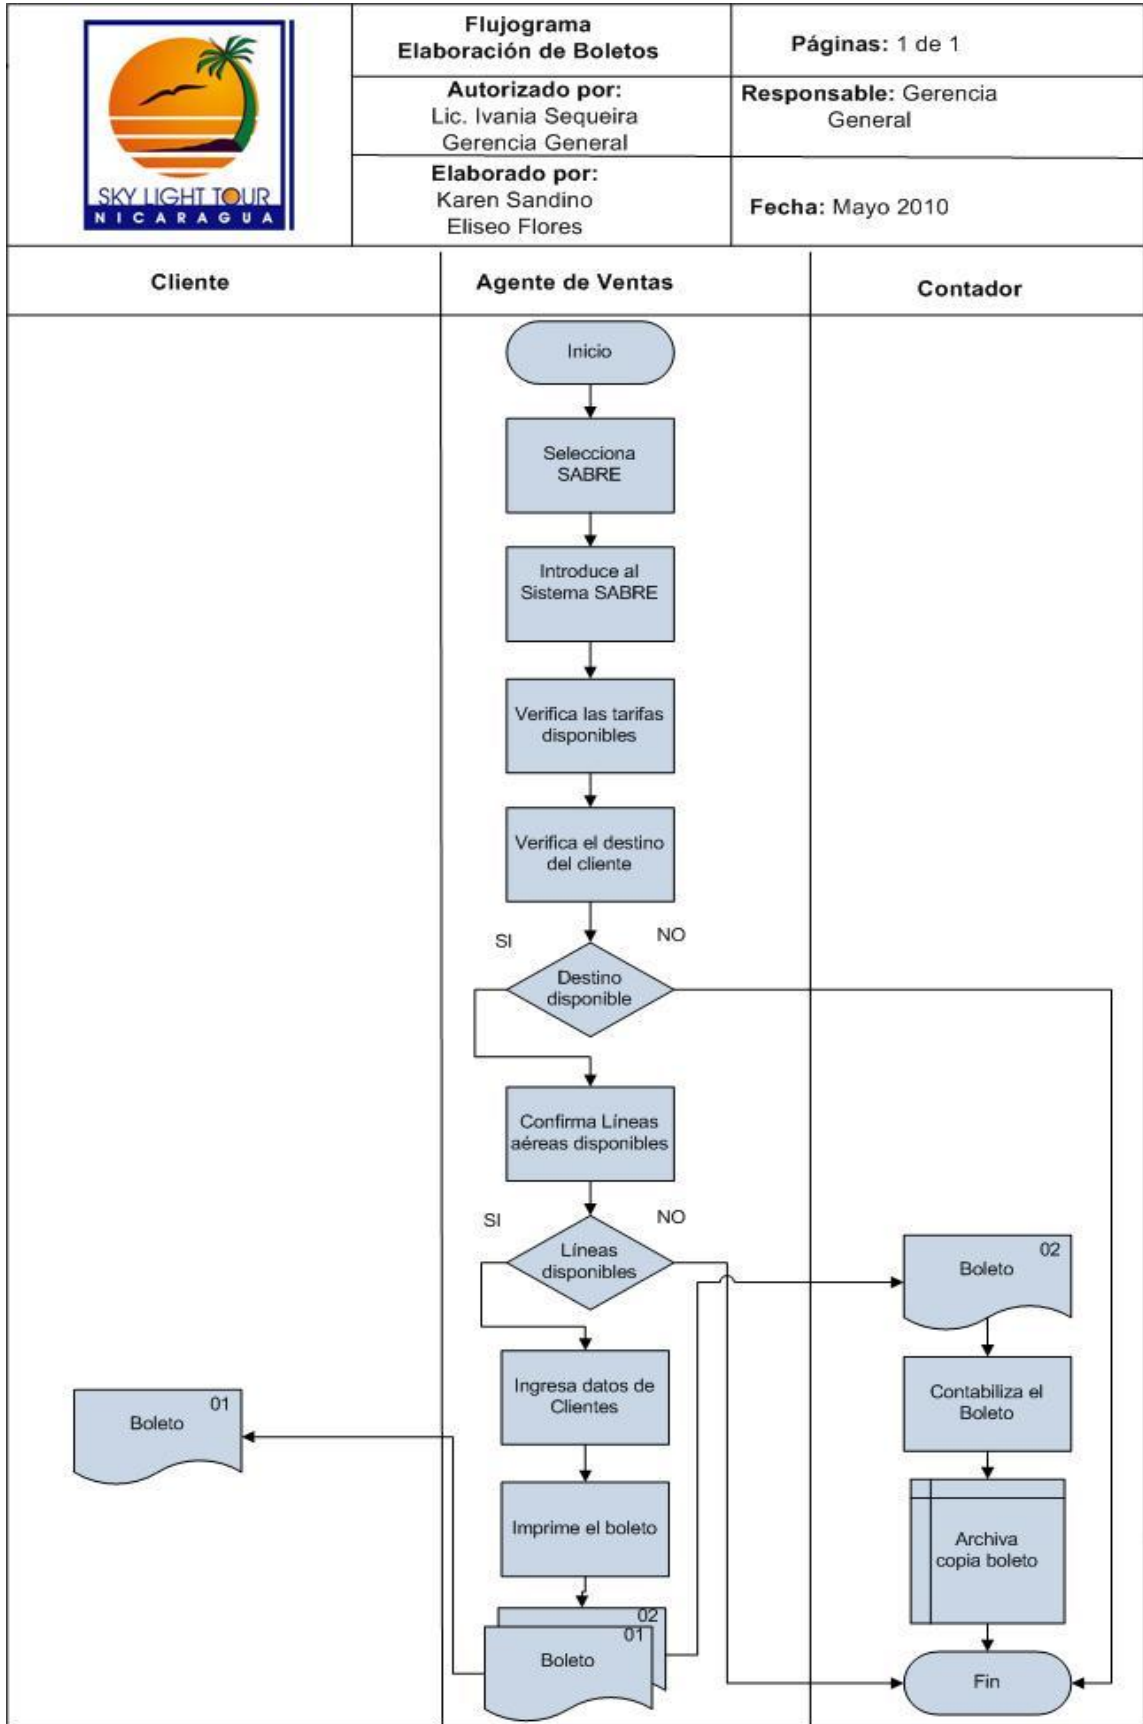 SKY LIGHT TOUR
NICARAGUA
Flujograma
Elaboración de Boletos
Páginas: 1 de 1
Autorizado por:
Lic. Ivania Sequeira
Gerencia General
Responsable: Gerencia
General
Elaborado por:
Karen Sandino
Eliseo Flores
Fecha: Mayo 2010
Cliente
Agente de Ventas
Contador
Inicio
Selecciona
SABRE
Introduce al
Sistema SABRE
Verifica las tarifas
disponibles
Verifica el destino
del cliente
SI
NO
Destino
disponible
Confirma Líneas
aéreas disponibles
SI
NO
Líneas
disponibles
02
Boleto
Ingresa datos de
Clientes
Contabiliza el
Boleto
01
Boleto
Imprime el boleto
Archiva
copia boleto
02
01
Boleto
Fin